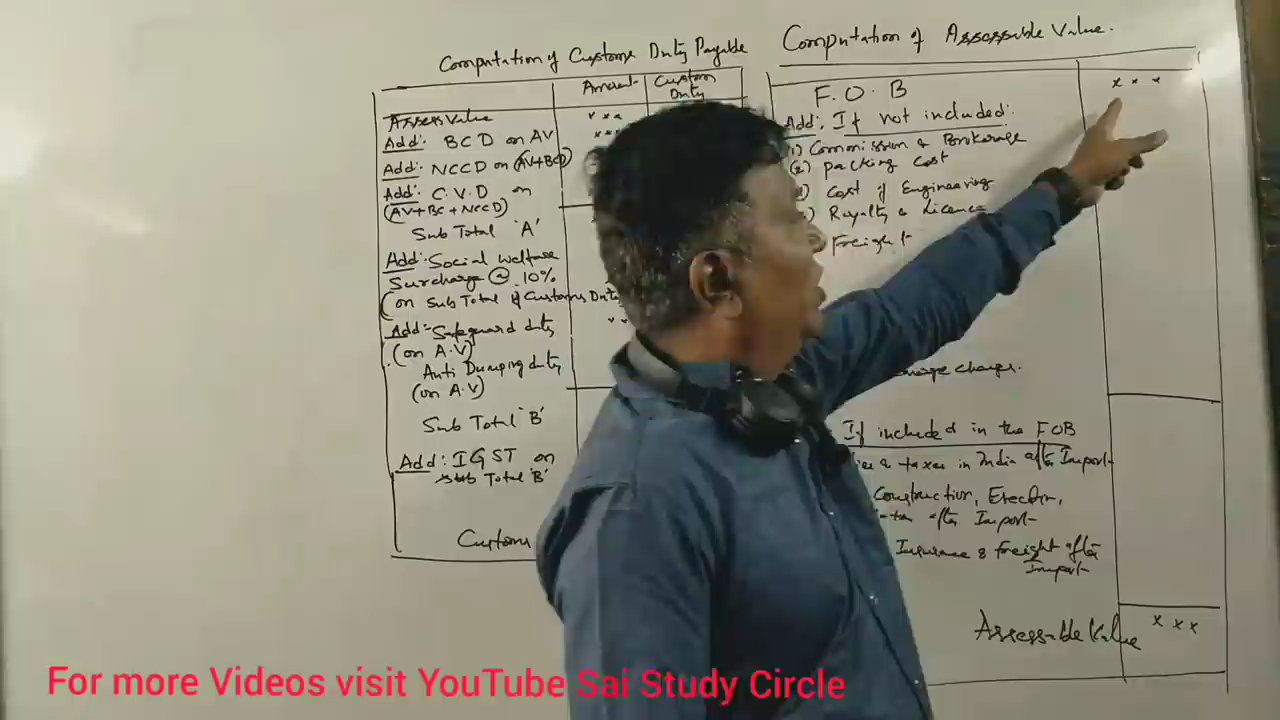 Computation of Customs Duty Payable
Amount
Custom Duty
Assess Value
x x x
Add: BCD on AV
x x x
Add: NCCD on (AV+BCD)
Add: C.V.D on
(AV+BC+NCCD)
Sub Total 'A'
Add: Social Welfare
Surcharge @ 10%
(on Sub Total of Customs Duty
Add:- Safeguard duty
(on A.V)
Anti Dumping duty
(on A.V)
Sub Total 'B'
Add: IGST on
Sub Total 'B'
Customs
Computation of Assessable Value.
F.O.B
x x x
Add: If not included:
(1) Commission & Brokerage
(2) Packing Cost
Cost of Engineering
Royalty & Licence
Freight
charges.
If included in the FOB
& taxes in India after Import
Construction, Erection,
after Import
Insurance & freight after
Import
Assessable Value
x x x
For more Videos visit YouTube Sai Study Circle